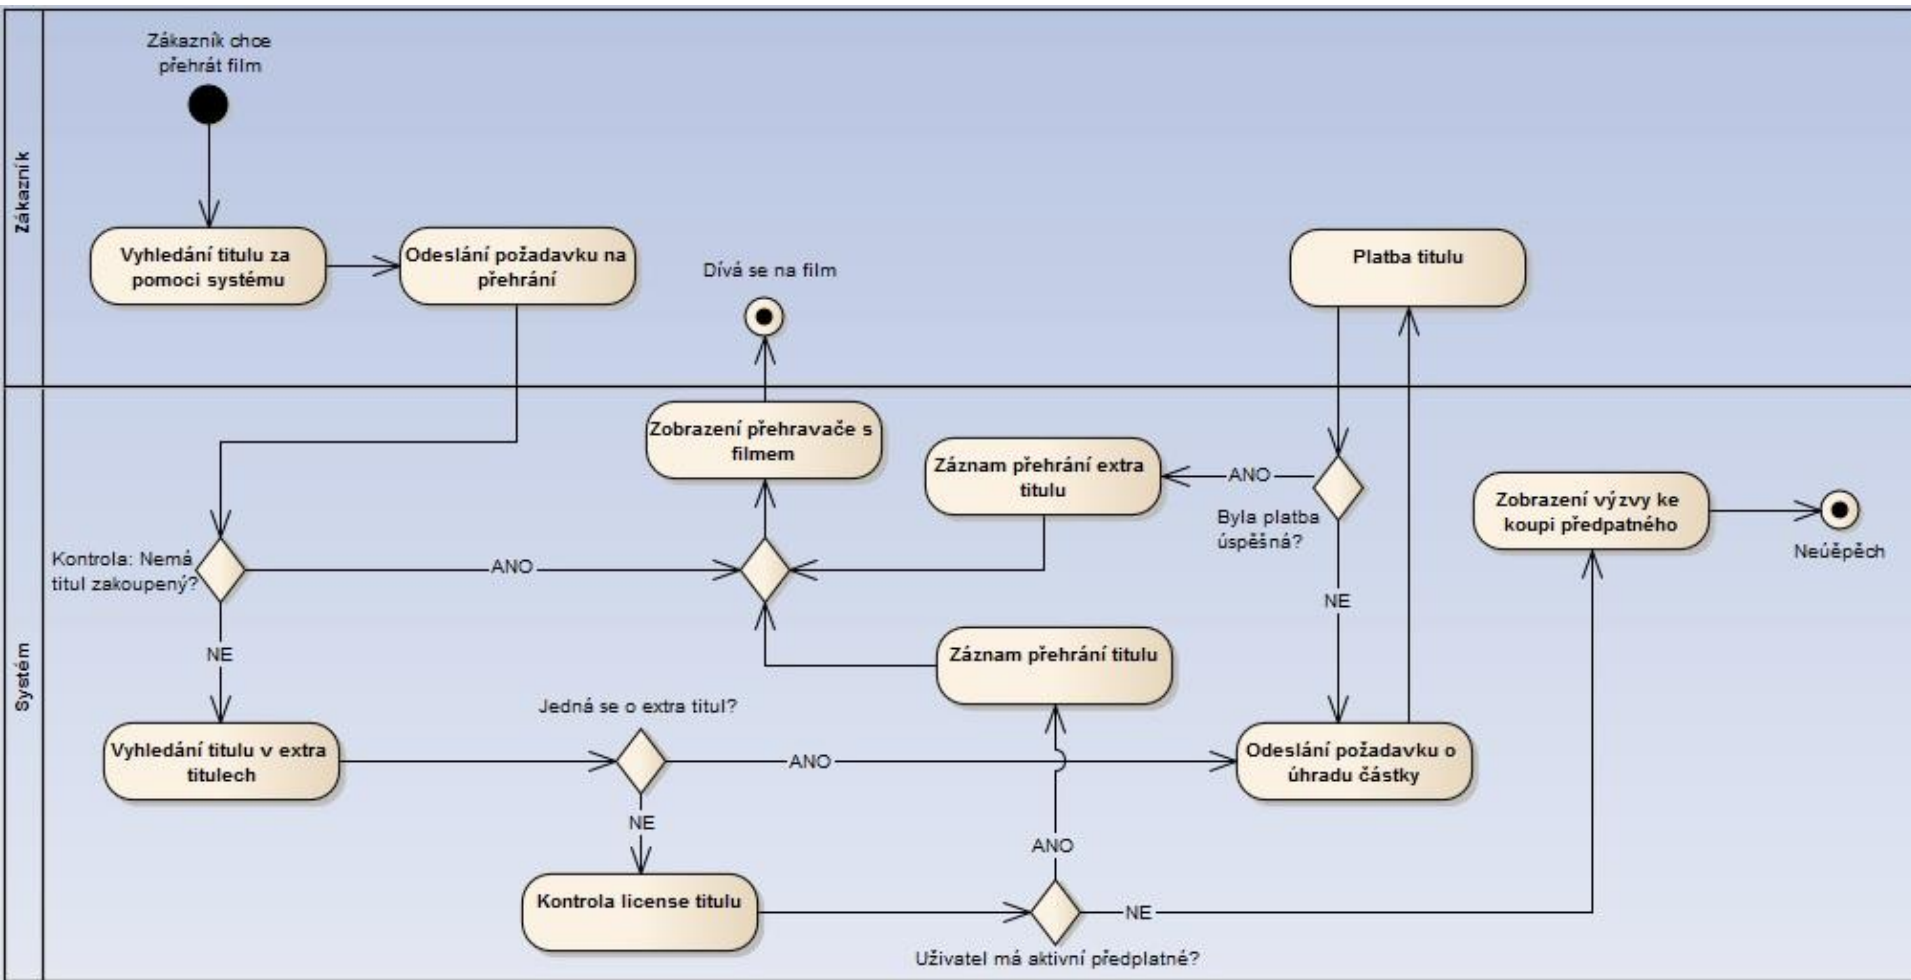 Zákazník
Zákazník chce
přehrát film
Vyhledání titulu za
pomoci systému
Odeslání požadavku na
přehrání
Dívá se na film
Platba titulu
Systém
Zobrazení přehravače s
filmem
Záznam přehrání extra
titulu
ANO
Byla platba
úspěšná?
Zobrazení výzvy ke
koupi předpatného
Neúěpěch
Kontrola: Nemá
titul zakoupený?
ANO
NE
NE
Záznam přehrání titulu
Jedná se o extra titul?
Vyhledání titulu v extra
titulech
ANO
Odeslání požadavku o
úhradu částky
NE
ANO
Kontrola license titulu
NE
Uživatel má aktivní předplatné?